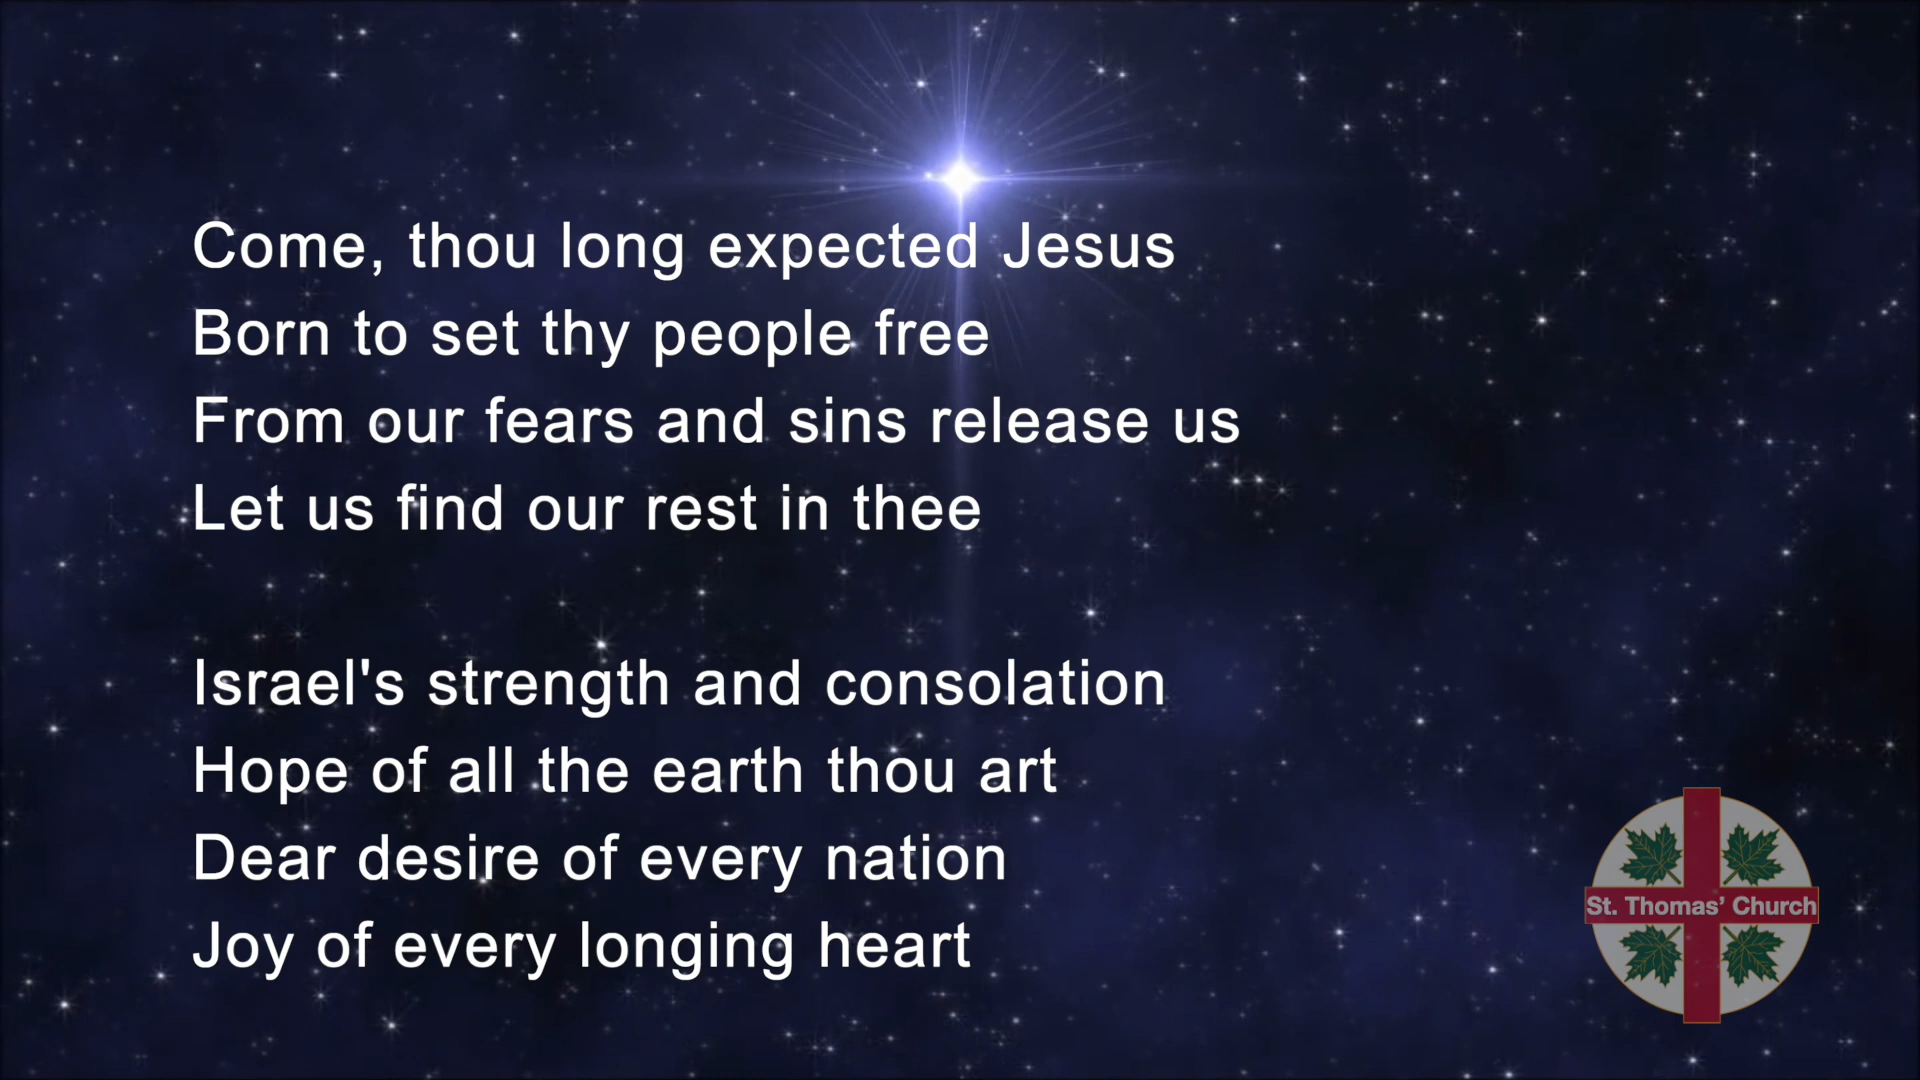 Come, thou long expected Jesus
Born to set thy people free
From our fears and sins release us
Let us find our rest in thee
Israel's strength and consolation
Hope of all the earth thou art
Dear desire of every nation
Joy of every longing heart
St. Thomas’ Church